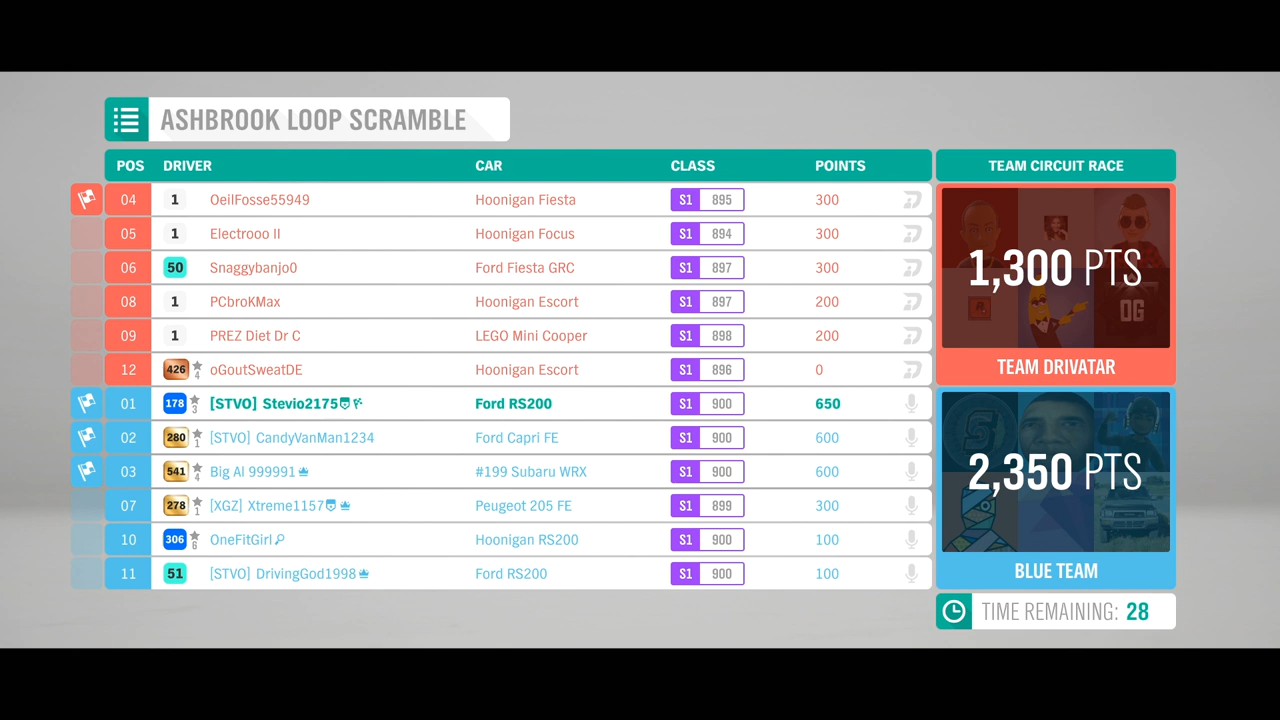 ASHBROOK LOOP SCRAMBLE
POS DRIVER CAR CLASS POINTS TEAM CIRCUIT RACE
04 1 OeilFosse55949 Hoonigan Fiesta S1 895 300
05 1 Electrooo II Hoonigan Focus S1 894 300
06 50 Snaggybanjo0 Ford Fiesta GRC S1 897 300
08 1 PCbroKMax Hoonigan Escort S1 897 200
09 1 PREZ Diet Dr C LEGO Mini Cooper S1 898 200
12 426 4 oGoutSweatDE Hoonigan Escort S1 896 0
1,300 PTS
OG
TEAM DRIVATAR
01 178 3 [STVO] Stevio2175 Ford RS200 S1 900 650
02 280 1 [STVO] CandyVanMan1234 Ford Capri FE S1 900 600
03 541 4 Big Al 999991 #199 Subaru WRX S1 900 600
07 278 1 [XGZ] Xtreme1157 Peugeot 205 FE S1 899 300
10 306 6 OneFitGirl Hoonigan RS200 S1 900 100
11 51 [STVO] DrivingGod1998 Ford RS200 S1 900 100
2,350 PTS
BLUE TEAM
TIME REMAINING: 28